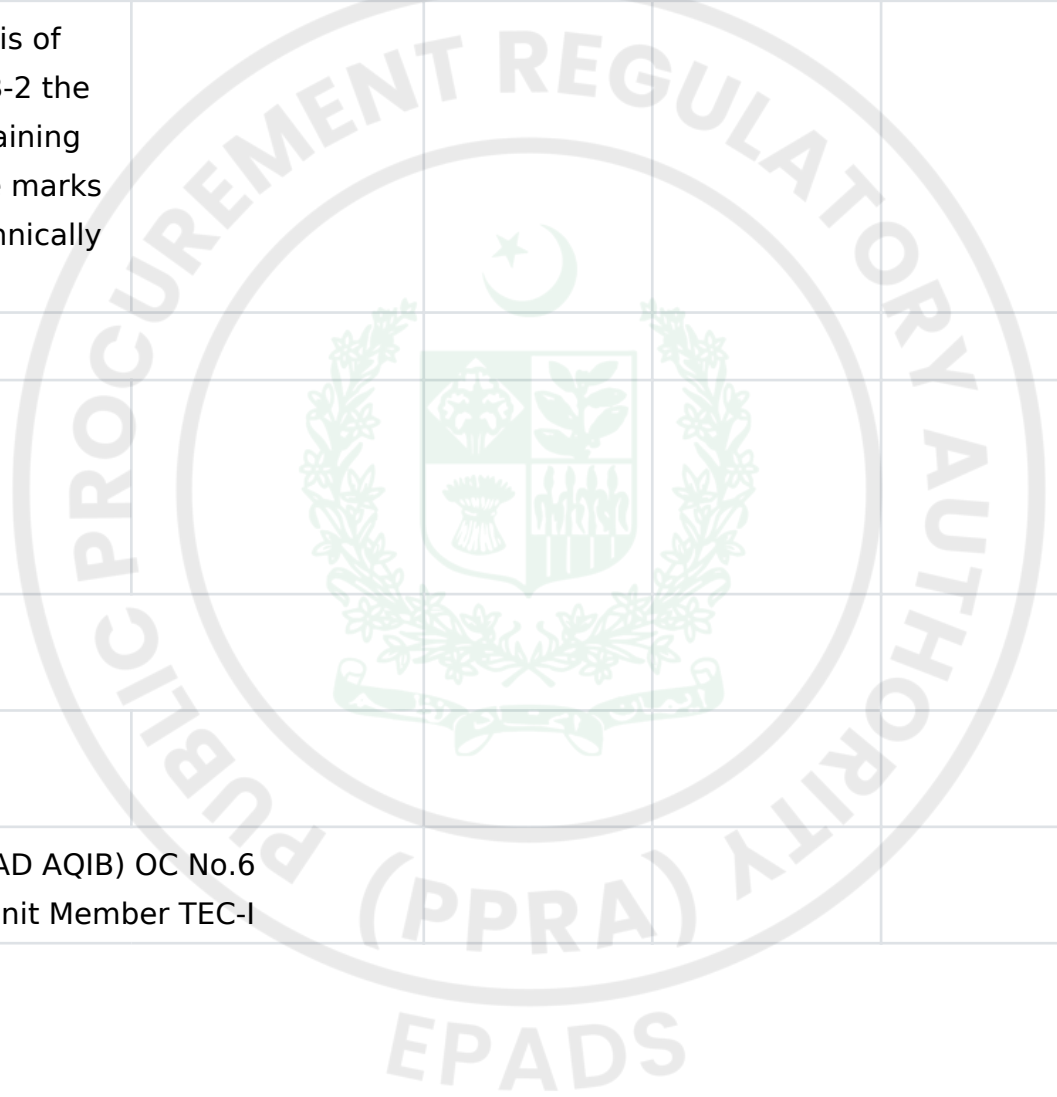 is of
-2 the
aining
marks
nnically
AD AQIB) OC No.6
nit Member TEC-I
PUBLIC PROCUREMENT REGULATORY AUTHORITY
(PPRA)
EPADS